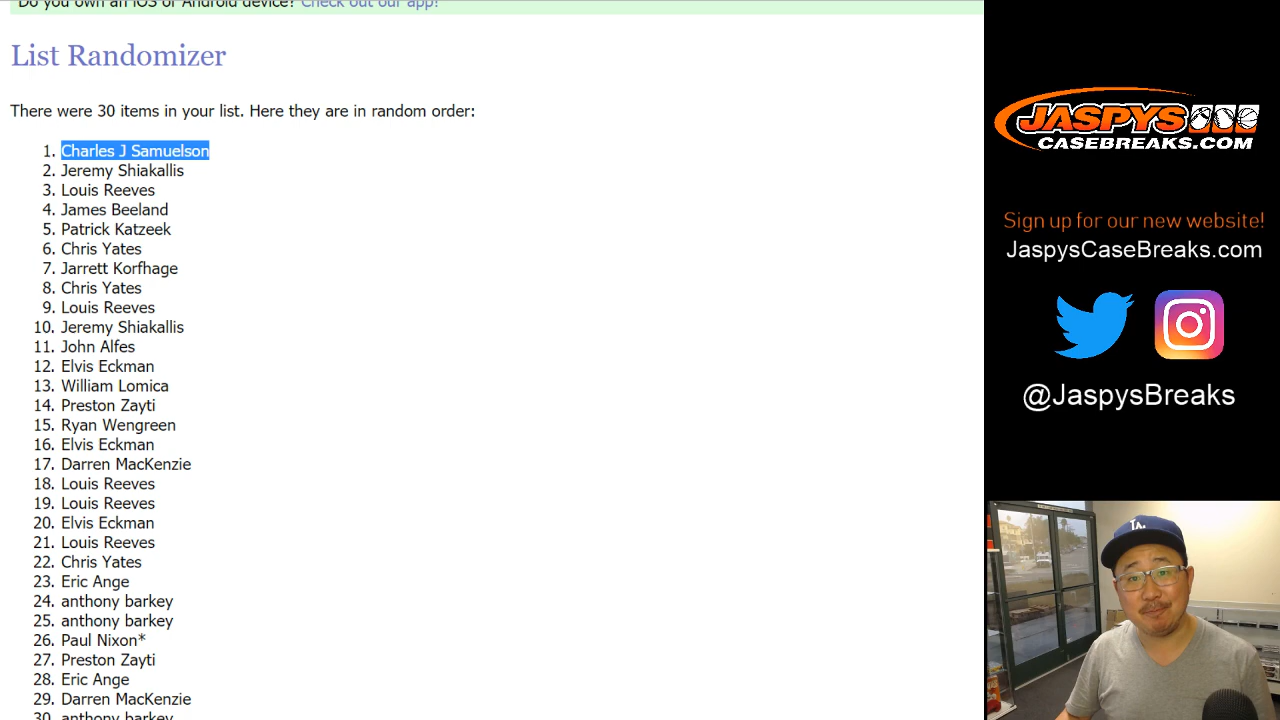 Do you own an iOS or Android device? Check out our app!
List Randomizer
There were 30 items in your list. Here they are in random order:
1. Charles J Samuelson
2. Jeremy Shiakallis
3. Louis Reeves
4. James Beeland
5. Patrick Katzeek
6. Chris Yates
7. Jarrett Korfhage
8. Chris Yates
9. Louis Reeves
10. Jeremy Shiakallis
11. John Alfes
12. Elvis Eckman
13. William Lomica
14. Preston Zayti
15. Ryan Wengreen
16. Elvis Eckman
17. Darren MacKenzie
18. Louis Reeves
19. Louis Reeves
20. Elvis Eckman
21. Louis Reeves
22. Chris Yates
23. Eric Ange
24. anthony barkey
25. anthony barkey
26. Paul Nixon*
27. Preston Zayti
28. Eric Ange
29. Darren MacKenzie
30. anthony barkey
JASPYS
CASEBREAKS.COM
Sign up for our new website!
JaspysCaseBreaks.com
@JaspysBreaks
LA